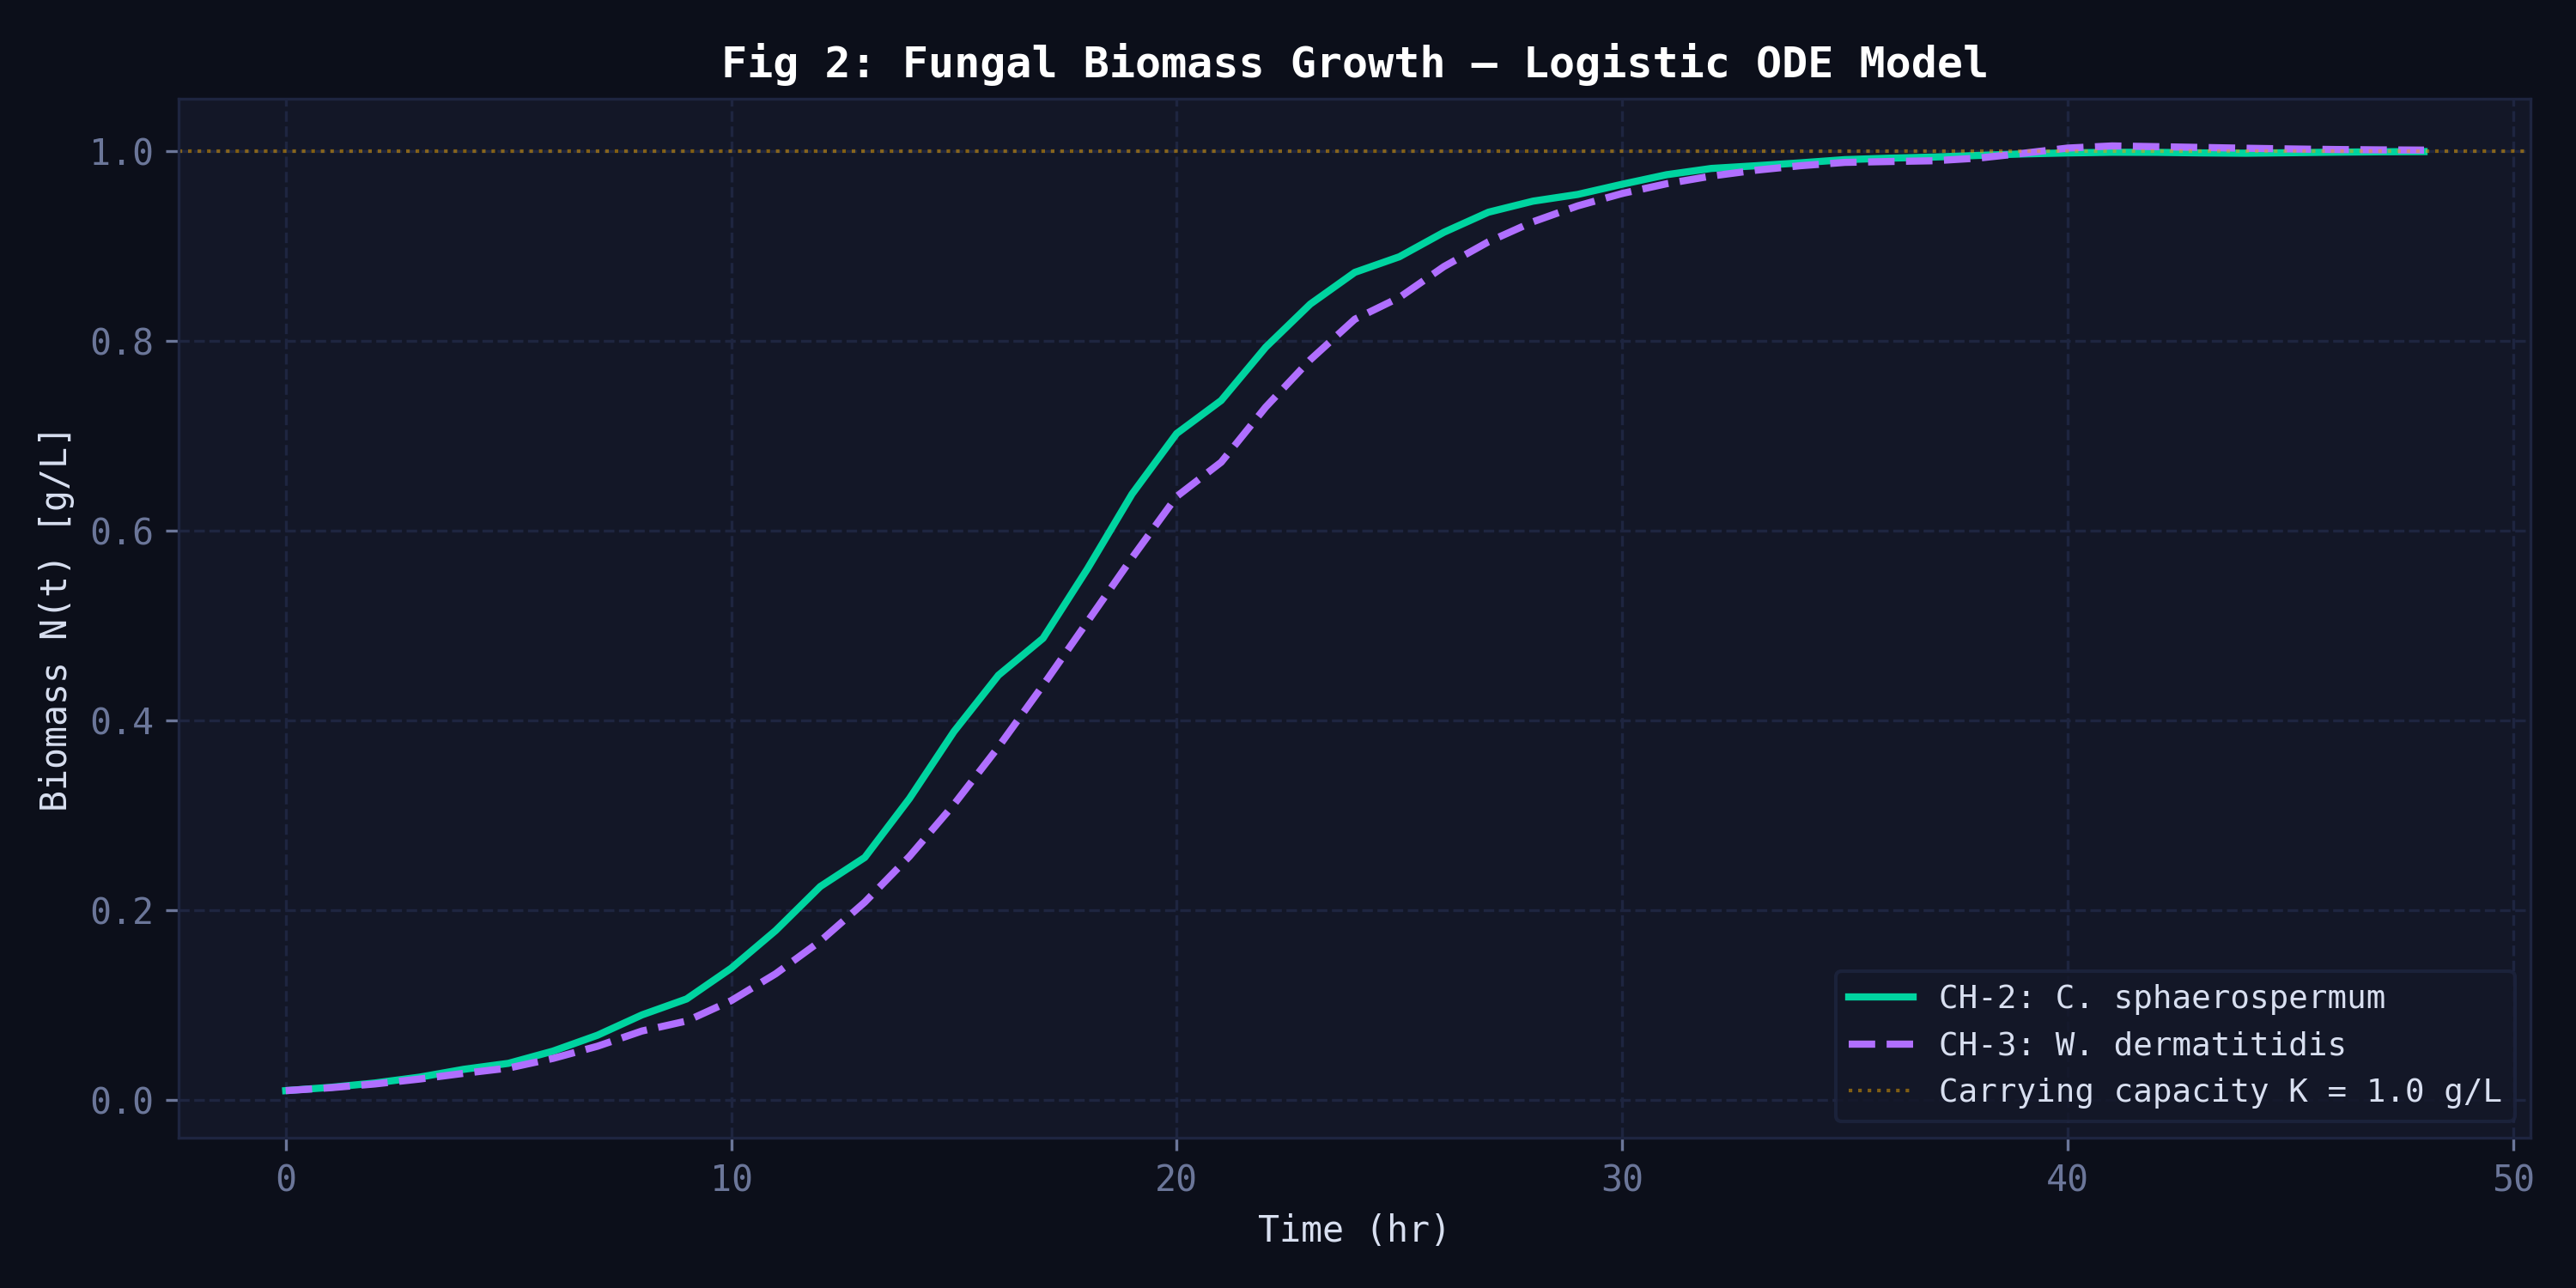 Fig 2: Fungal Biomass Growth — Logistic ODE Model
Biomass N(t) [g/L]
1.0
0.8
0.6
0.4
0.2
0.0
CH-2: C. sphaerospermum
CH-3: W. dermatitidis
Carrying capacity K = 1.0 g/L
0 10 20 30 40 50
Time (hr)